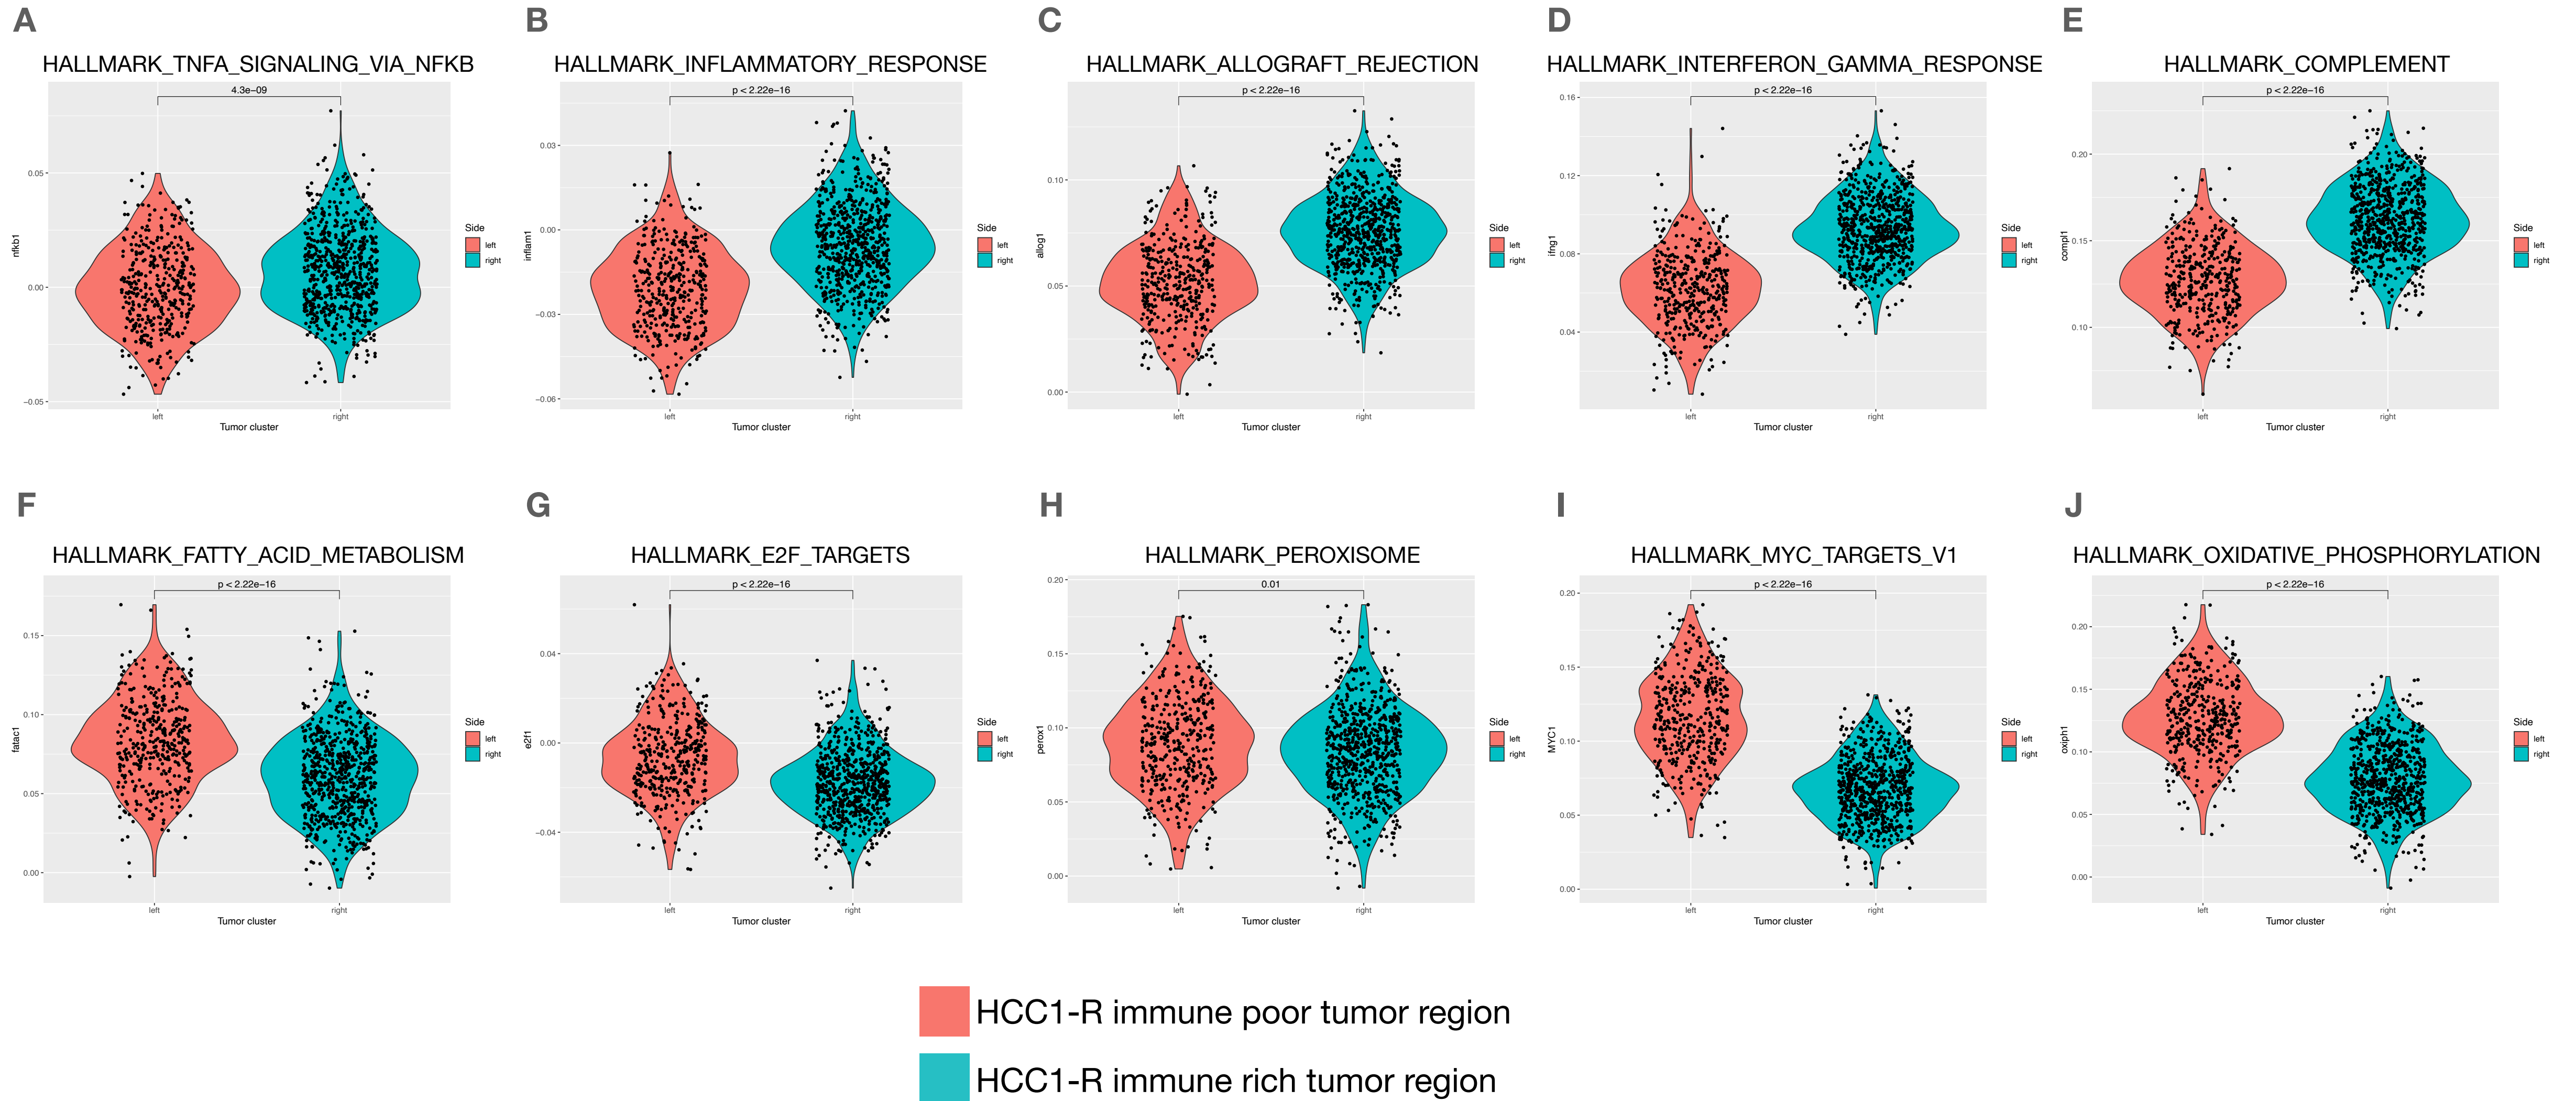 A
HALLMARK_TNFA_SIGNALING_VIA_NFKB
4.3e−09
0.05
0.00
−0.05
nfkb1
left
right
Tumor cluster
Side
left
right
B
HALLMARK_INFLAMMATORY_RESPONSE
p < 2.22e−16
0.03
0.00
−0.03
−0.06
inflam1
left
right
Tumor cluster
Side
left
right
C
HALLMARK_ALLOGRAFT_REJECTION
p < 2.22e−16
0.10
0.05
0.00
allog1
left
right
Tumor cluster
Side
left
right
D
HALLMARK_INTERFERON_GAMMA_RESPONSE
p < 2.22e−16
0.16
0.12
0.08
0.04
ifng1
left
right
Tumor cluster
Side
left
right
E
HALLMARK_COMPLEMENT
p < 2.22e−16
0.20
0.15
0.10
compl1
left
right
Tumor cluster
Side
left
right
F
HALLMARK_FATTY_ACID_METABOLISM
p < 2.22e−16
0.15
0.10
0.05
0.00
fatac1
left
right
Tumor cluster
Side
left
right
G
HALLMARK_E2F_TARGETS
p < 2.22e−16
0.04
0.00
−0.04
e2f1
left
right
Tumor cluster
Side
left
right
H
HALLMARK_PEROXISOME
0.01
0.20
0.15
0.10
0.05
0.00
perox1
left
right
Tumor cluster
Side
left
right
I
HALLMARK_MYC_TARGETS_V1
p < 2.22e−16
0.20
0.15
0.10
0.05
0.00
MYC1
left
right
Tumor cluster
Side
left
right
J
HALLMARK_OXIDATIVE_PHOSPHORYLATION
p < 2.22e−16
0.20
0.15
0.10
0.05
0.00
oxiph1
left
right
Tumor cluster
Side
left
right
HCC1-R immune poor tumor region
HCC1-R immune rich tumor region